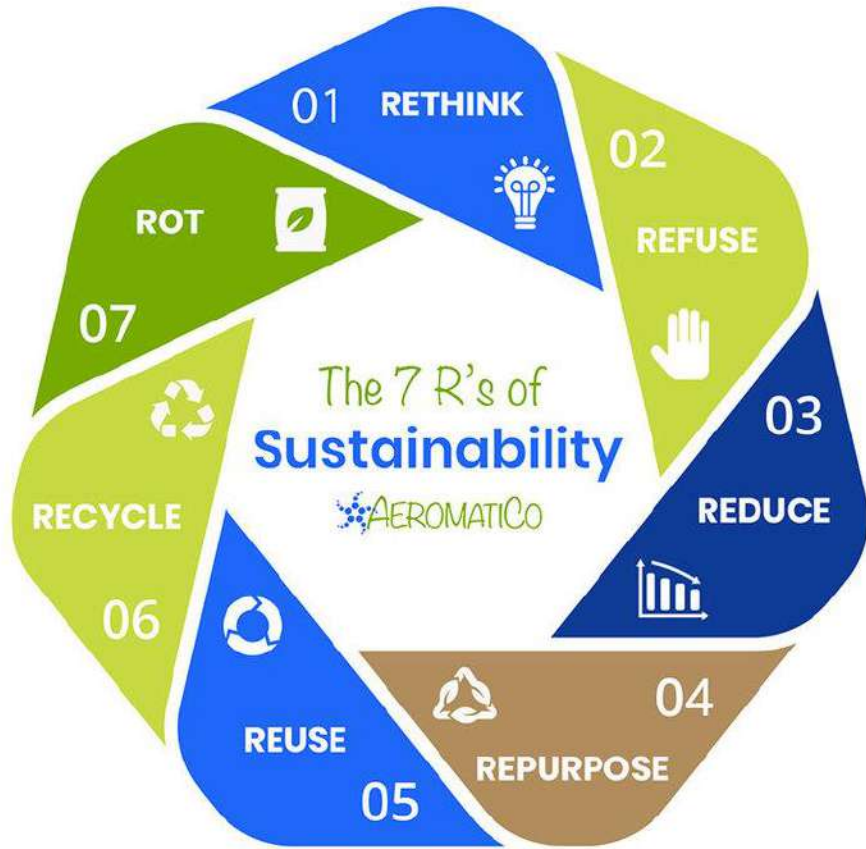 01 RETHINK
02
REFUSE
03
REDUCE
04
REPURPOSE
REUSE
05
RECYCLE
06
ROT
07
The 7 R's of
Sustainability
AEROMATICO